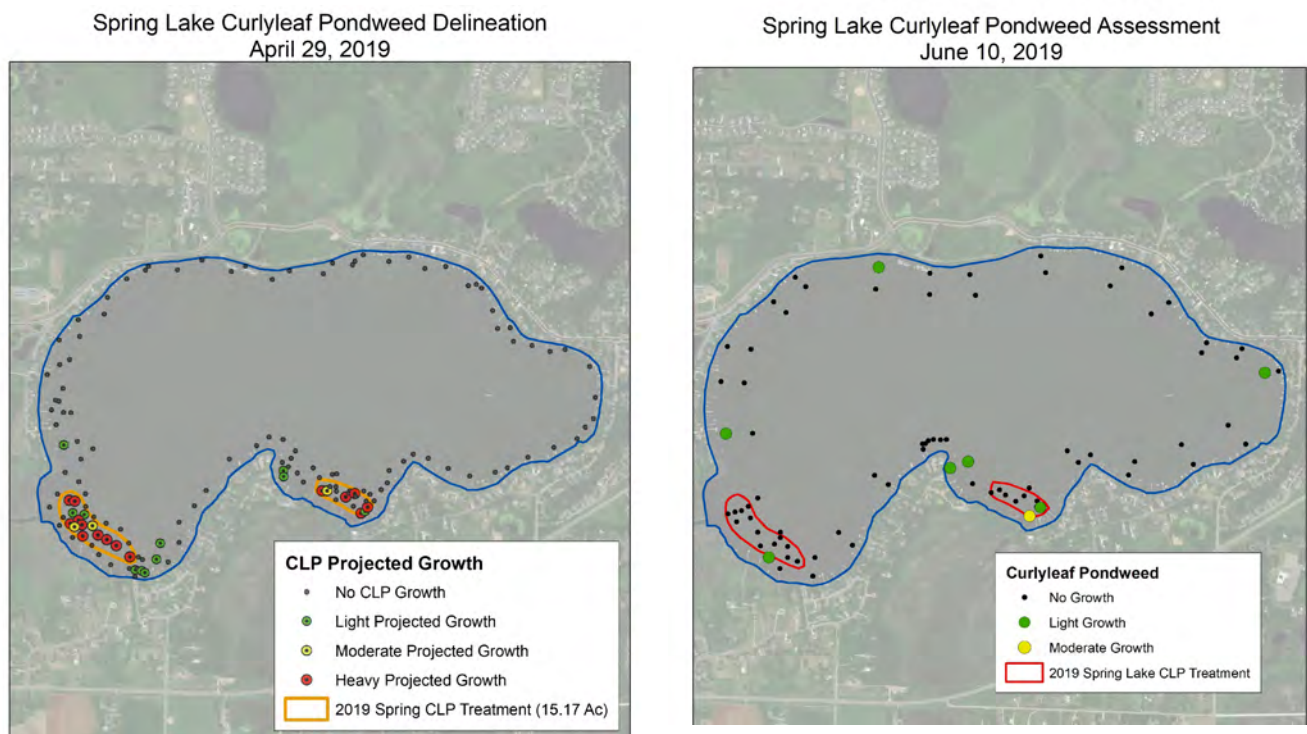 Spring Lake Curlyleaf Pondweed Delineation
April 29, 2019
CLP Projected Growth
No CLP Growth
Light Projected Growth
Moderate Projected Growth
Heavy Projected Growth
2019 Spring CLP Treatment (15.17 Ac)
Spring Lake Curlyleaf Pondweed Assessment
June 10, 2019
Curlyleaf Pondweed
No Growth
Light Growth
Moderate Growth
2019 Spring Lake CLP Treatment